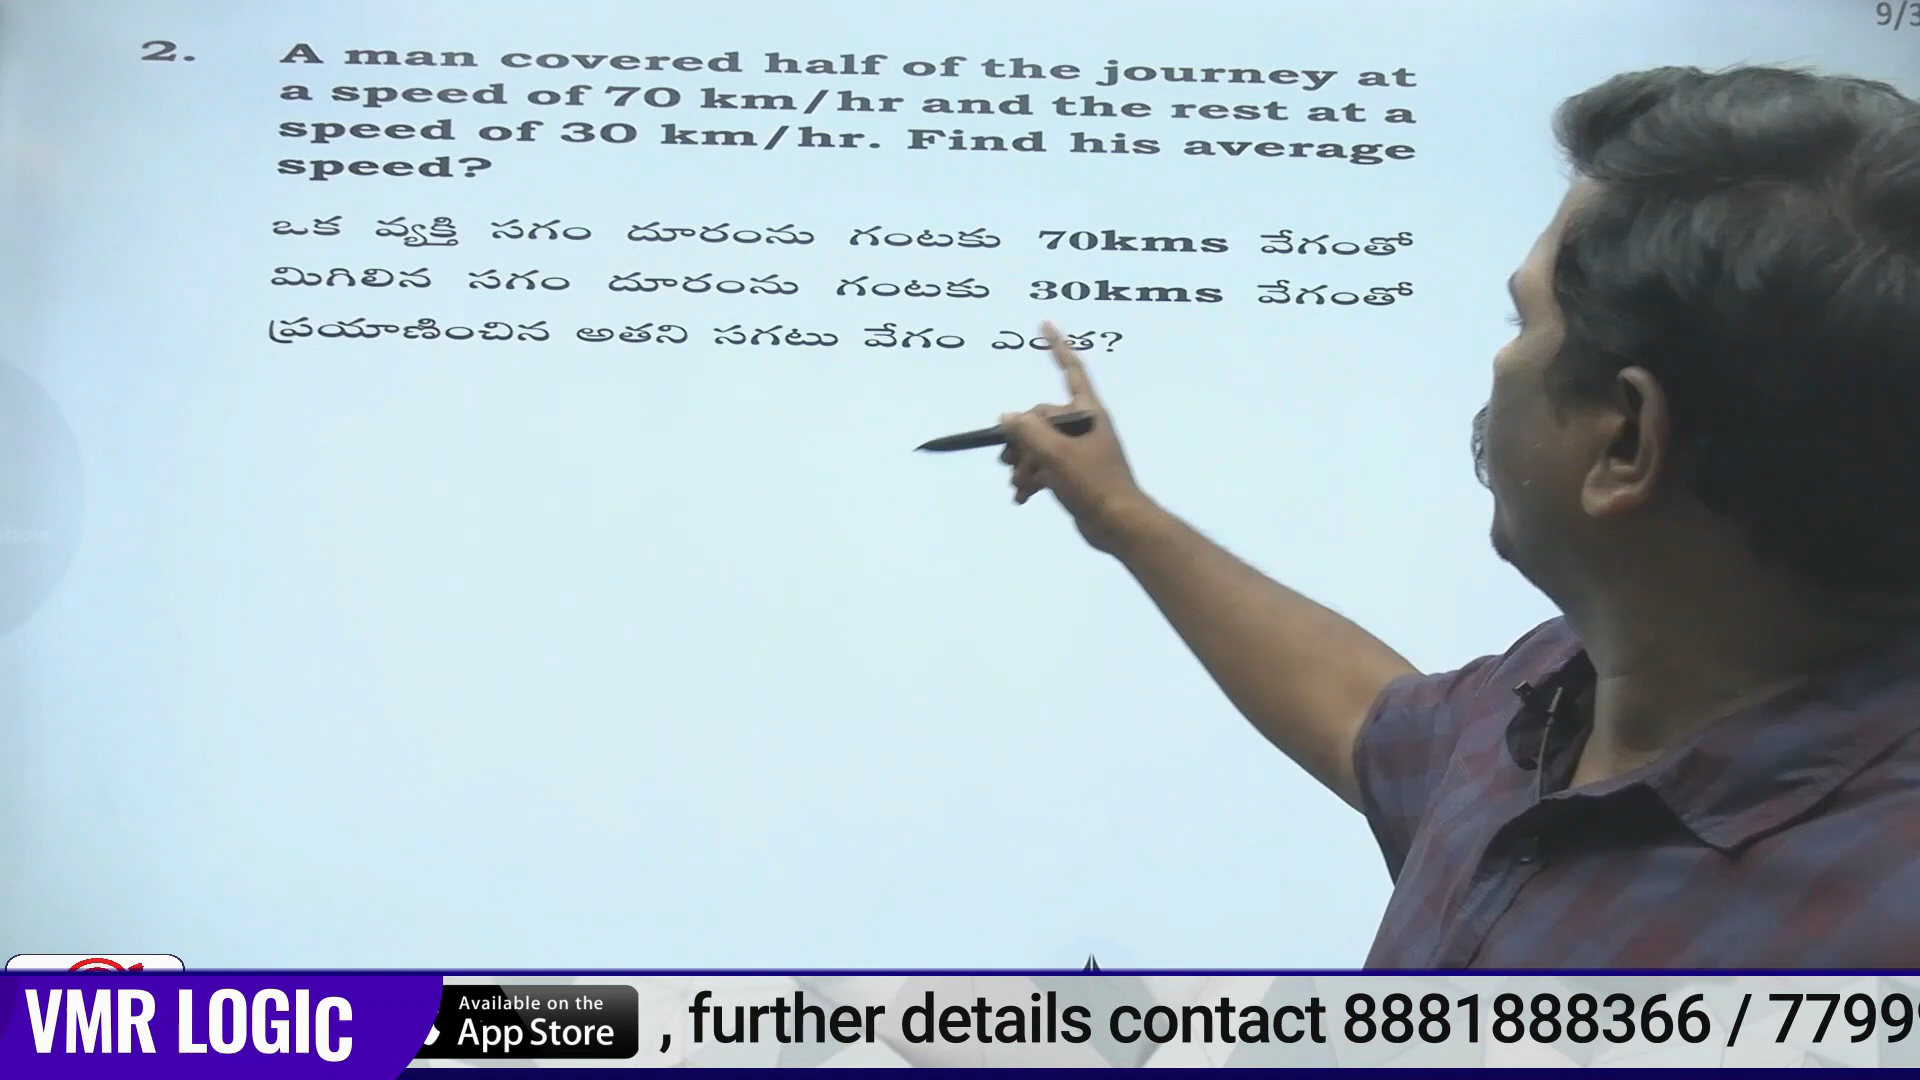 9/3
2. A man covered half of the journey at
a speed of 70 km/hr and the rest at a
speed of 30 km/hr. Find his average
speed?
ఒక వ్యక్తి సగం దూరంను గంటకు 70kms వేగంతో
మిగిలిన సగం దూరంను గంటకు 30kms వేగంతో
ప్రయాణించిన అతని సగటు వేగం ఎంత?
VMR LOGIC
Available on the
App Store
, further details contact 8881888366 / 7799